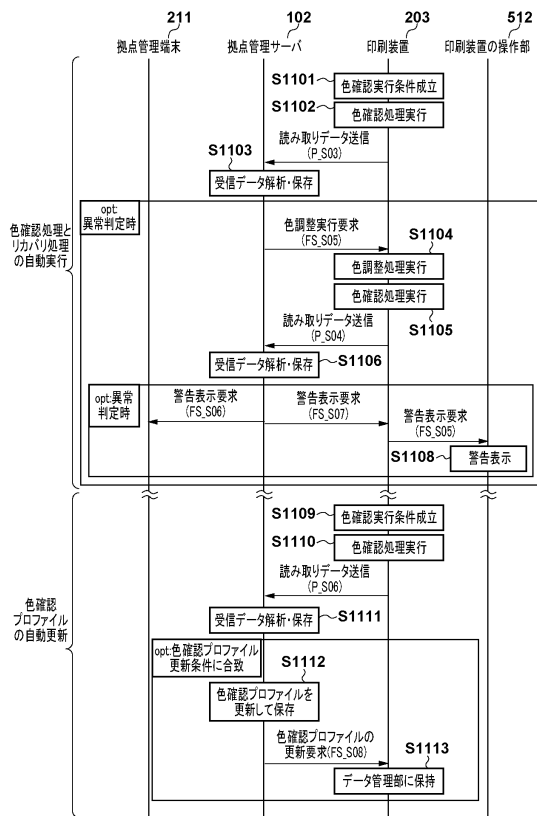 211
102
203
512
拠点管理端末
拠点管理サーバ
印刷装置
印刷装置の操作部
S1101
色確認実行条件成立
S1102
色確認処理実行
読み取りデータ送信
(P_S03)
S1103
受信データ解析・保存
色確認処理と
リカバリ処理
の自動実行
opt:
異常判定時
色調整実行要求
(FS_S05)
S1104
色調整処理実行
色確認処理実行
S1105
読み取りデータ送信
(P_S04)
受信データ解析・保存
S1106
opt:異常
判定時
警告表示要求
(FS_S06)
警告表示要求
(FS_S07)
警告表示要求
(FS_S05)
S1108
警告表示
S1109
色確認実行条件成立
S1110
色確認処理実行
読み取りデータ送信
(P_S06)
受信データ解析・保存
S1111
色確認
プロファイル
の自動更新
opt:色確認プロファイル
更新条件に合致
S1112
色確認プロファイルを
更新して保存
色確認プロファイルの
更新要求(FS_S08)
S1113
データ管理部に保持